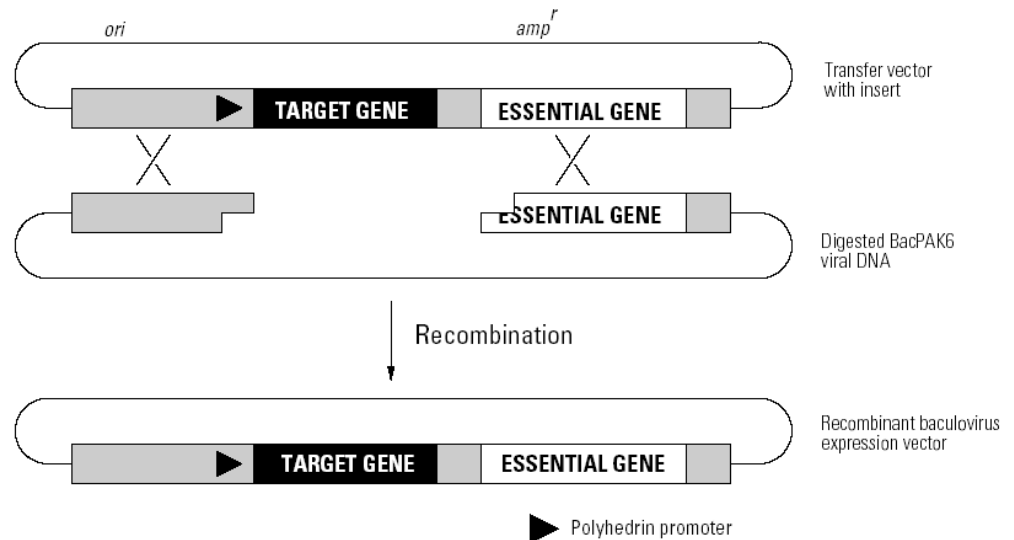 ori
amp r
Transfer vector
with insert
TARGET GENE
ESSENTIAL GENE
ESSENTIAL GENE
Digested BacPAK6
viral DNA
Recombination
Recombinant baculovirus
expression vector
TARGET GENE
ESSENTIAL GENE
Polyhedrin promoter